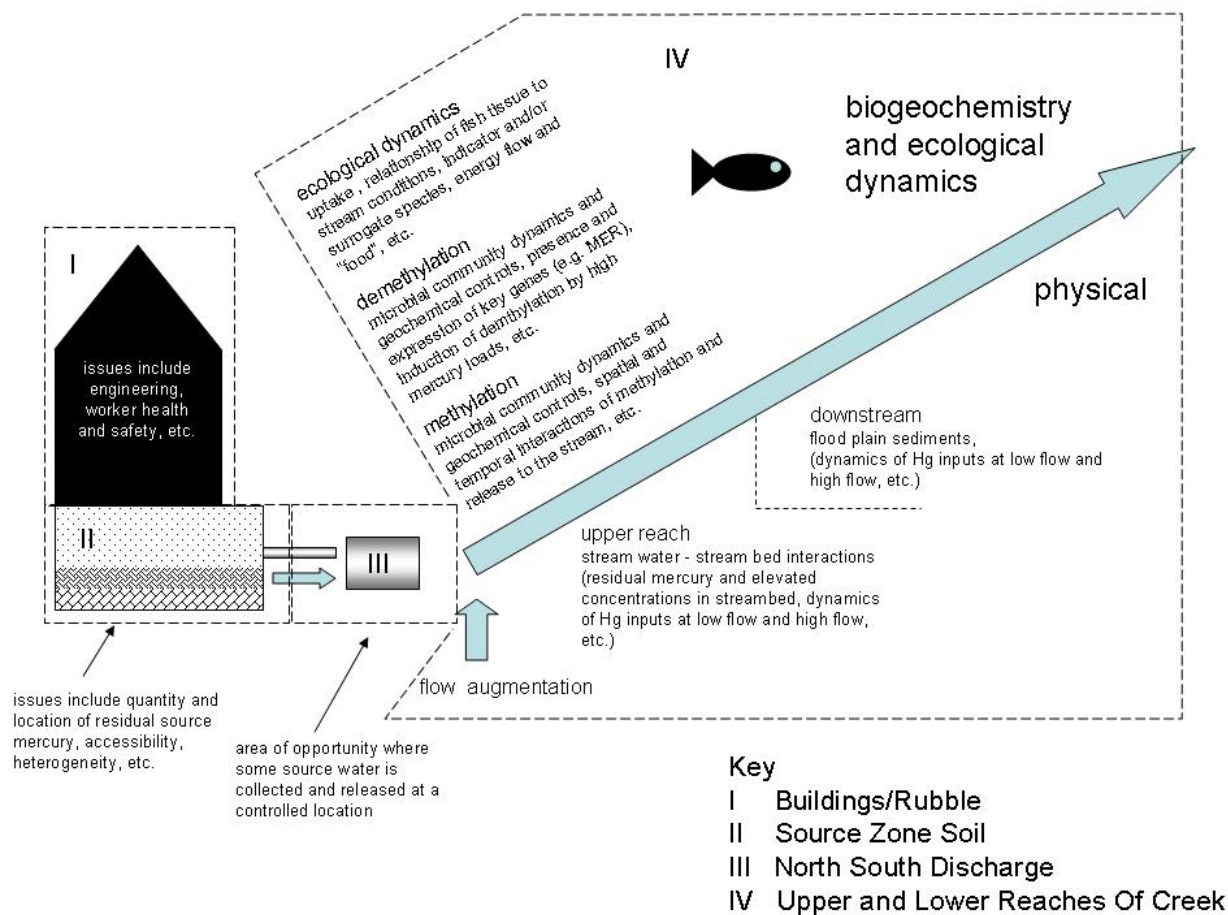 IV
biogeochemistry
and ecological
dynamics
physical
ecological dynamics
uptake , relationship of fish tissue to
stream conditions, indicator and/or
surrogate species, energy flow and
"food", etc.
demethylation
microbial community dynamics and
geochemical controls, presence and
expression of key genes (e.g. MER),
induction of demithylation by high
mercury loads, etc.
methylation
microbial community dynamics and
geochemical controls, spatial and
temporal interactions of methylation and
release to the stream, etc.
I
issues include
engineering,
worker health
and safety, etc.
II
III
downstream
flood plain sediments,
(dynamics of Hg inputs at low flow and
high flow, etc.)
upper reach
stream water - stream bed interactions
(residual mercury and elevated
concentrations in streambed, dynamics
of Hg inputs at low flow and high flow,
etc.)
flow augmentation
issues include quantity and
location of residual source
mercury, accessibility,
heterogeneity, etc.
area of opportunity where
some source water is
collected and released at a
controlled location
Key
I Buildings/Rubble
II Source Zone Soil
III North South Discharge
IV Upper and Lower Reaches Of Creek